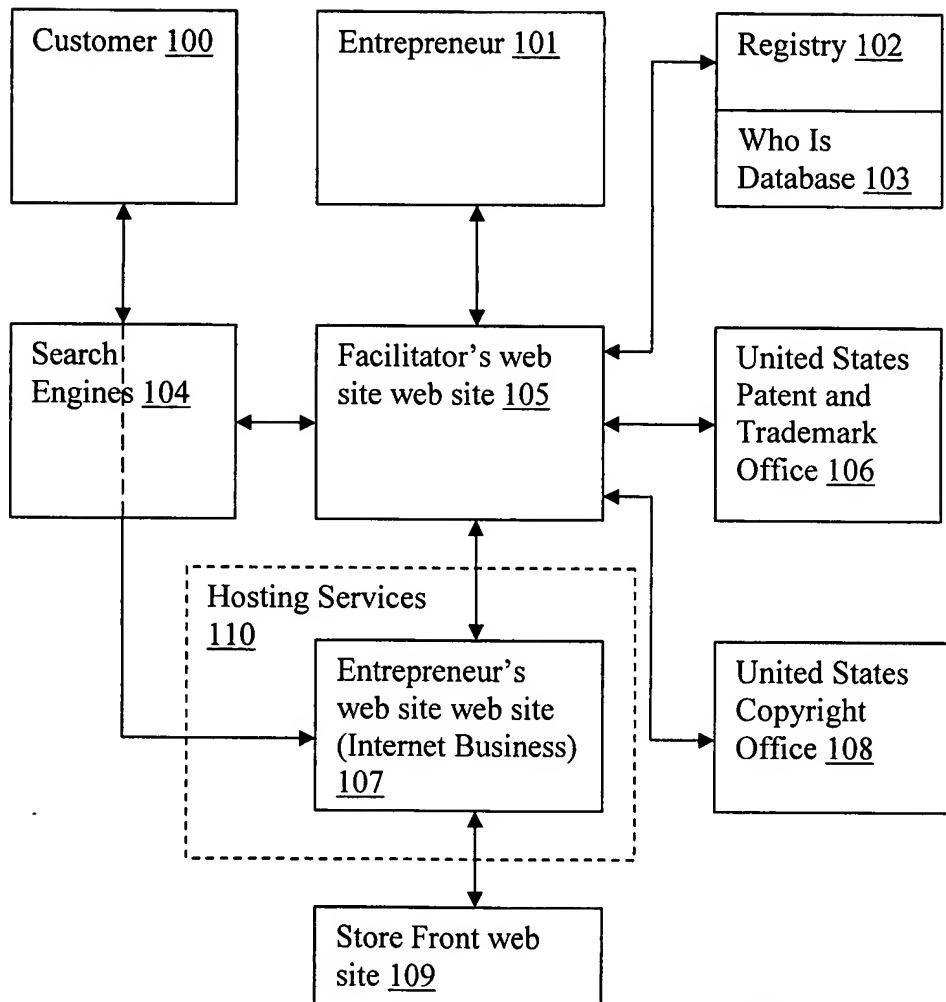 Customer 100
Entrepreneur 101
Registry 102
Who Is
Database 103
Search
Engines 104
Facilitator's web
site web site 105
United States
Patent and
Trademark
Office 106
Hosting Services
110
Entrepreneur's
web site web site
(Internet Business)
107
United States
Copyright
Office 108
Store Front web
site 109